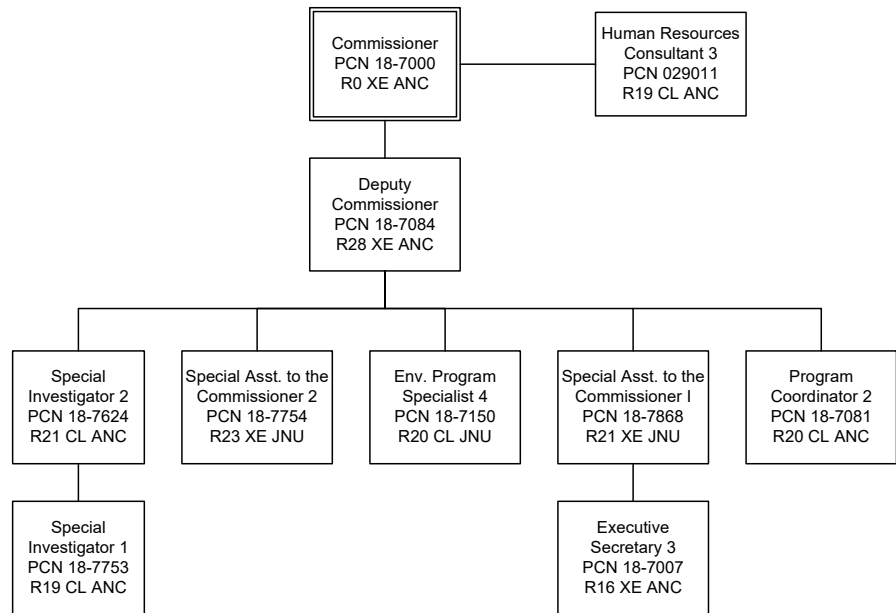 Commissioner
PCN 18-7000
R0 XE ANC
Human Resources
Consultant 3
PCN 029011
R19 CL ANC
Deputy
Commissioner
PCN 18-7084
R28 XE ANC
Special
Investigator 2
PCN 18-7624
R21 CL ANC
Special Asst. to the
Commissioner 2
PCN 18-7754
R23 XE JNU
Env. Program
Specialist 4
PCN 18-7150
R20 CL JNU
Special Asst. to the
Commissioner I
PCN 18-7868
R21 XE JNU
Program
Coordinator 2
PCN 18-7081
R20 CL ANC
Special
Investigator 1
PCN 18-7753
R19 CL ANC
Executive
Secretary 3
PCN 18-7007
R16 XE ANC